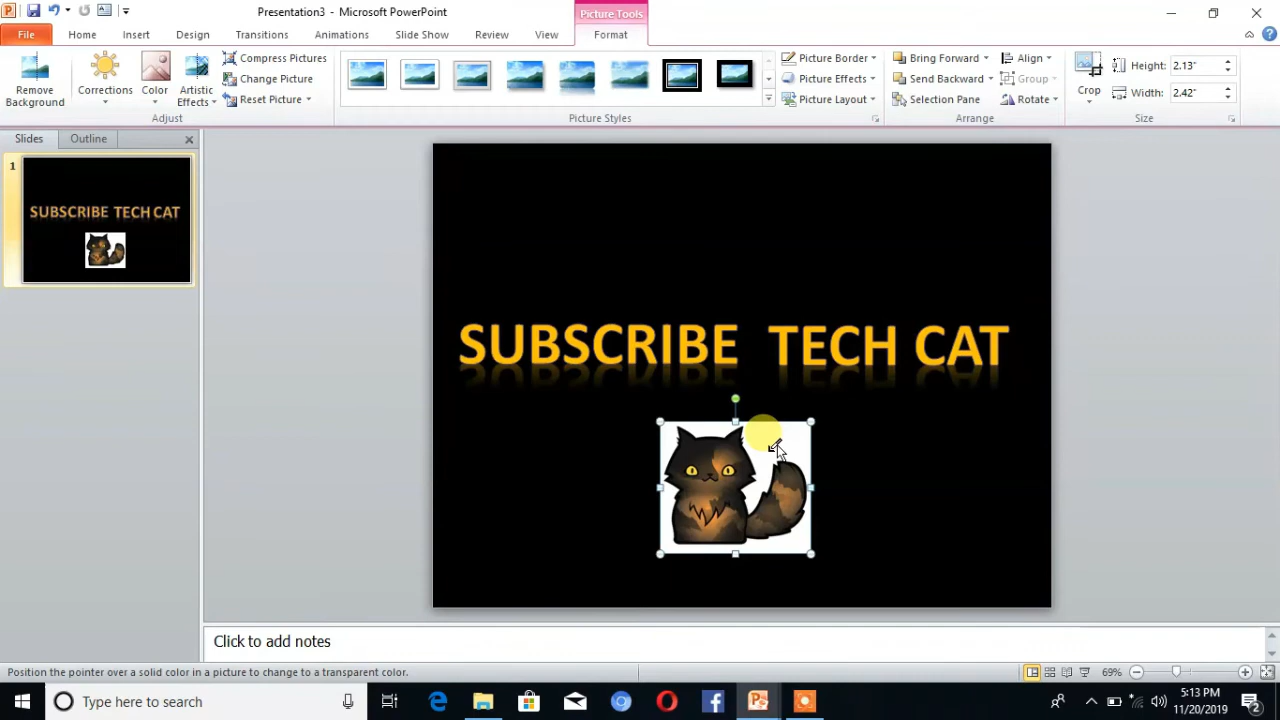 Presentation3 - Microsoft PowerPoint
Picture Tools
File Home Insert Design Transitions Animations Slide Show Review View Format
Remove Background
Corrections
Color
Artistic Effects
Compress Pictures
Change Picture
Reset Picture
Adjust
Picture Styles
Picture Border
Picture Effects
Picture Layout
Bring Forward
Send Backward
Selection Pane
Align
Group
Rotate
Arrange
Crop
Height: 2.13"
Width: 2.42"
Size
Slides Outline
1
SUBSCRIBE TECH CAT
SUBSCRIBE TECH CAT
Click to add notes
Position the pointer over a solid color in a picture to change to a transparent color.
69%
Type here to search
5:13 PM
11/20/2019
2